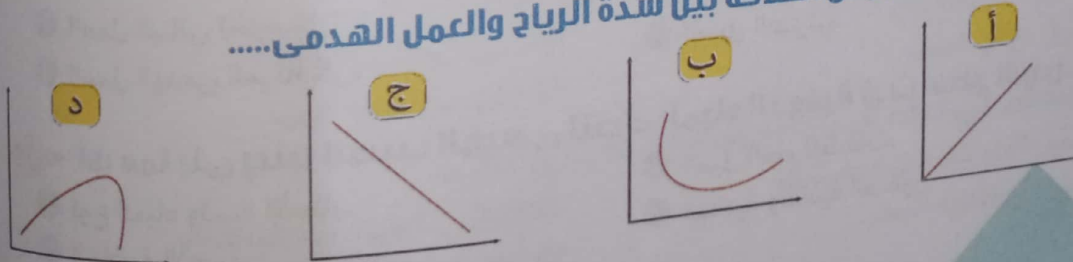 بين شدة الرياح والعمل الهدمى.....
أ
ب
ج
د